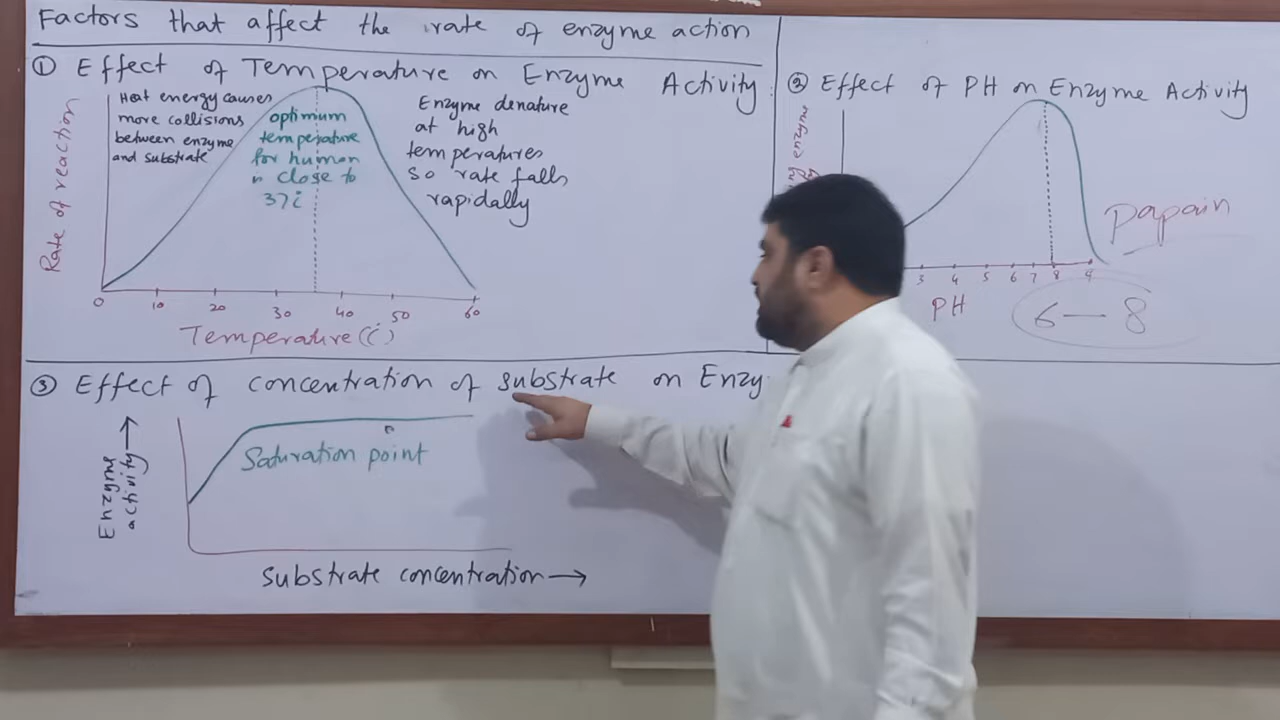 Factors that affect the rate of enzyme action
① Effect of Temperature on Enzyme Activity
Heat energy causes
more collisions
between enzyme
and substrate
optimum
temperature
for human
is close to
37c
Enzyme denature
at high
temperatures
so rate falls
rapidally
Rate of reaction
0 10 20 30 40 50 60
Temperature (c)
② Effect of PH on Enzyme Activity
enzyme
3 4 5 6 7 8 9
PH
Papain
6 — 8
③ Effect of concentration of substrate on Enzy
Enzyme
activity →
Saturation point
substrate concentration →